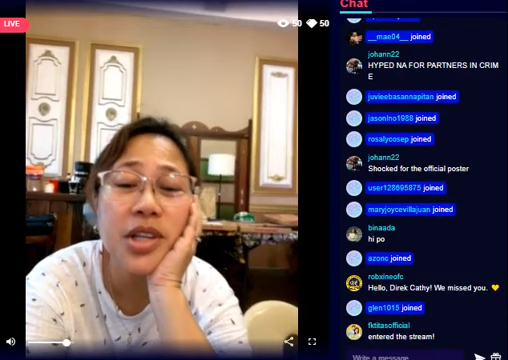 LIVE
50
50
Chat
__mae04__ joined
johann22
HYPED NA FOR PARTNERS IN CRIM
E
juvieebasannapitan joined
jasonlno1988 joined
rosalycosep joined
johann22
Shocked for the official poster
user128695875 joined
maryjoycevillajuan joined
binaada
hi po
azonc joined
robxineofc
Hello, Direk Cathy! We missed you. 💛
glen1015 joined
fktitasofficial
entered the stream!
Write a message